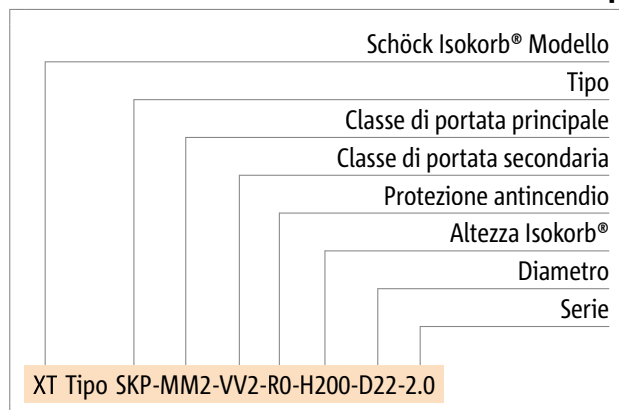 Schöck Isokorb® Modello
Tipo
Classe di portata principale
Classe di portata secondaria
Protezione antincendio
Altezza Isokorb®
Diametro
Serie
XT Tipo SKP-MM2-VV2-R0-H200-D22-2.0